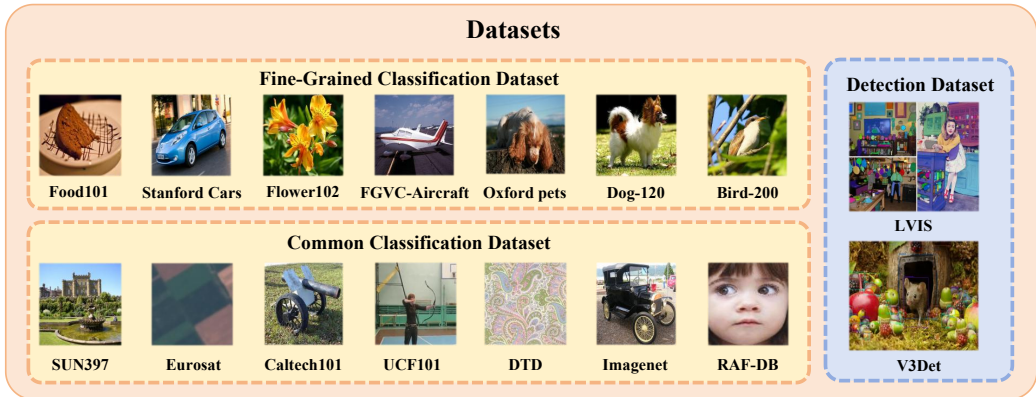 Datasets
Fine-Grained Classification Dataset
Food101
Stanford Cars
Flower102
FGVC-Aircraft
Oxford pets
Dog-120
Bird-200
Common Classification Dataset
SUN397
Eurosat
Caltech101
UCF101
DTD
Imagenet
RAF-DB
Detection Dataset
LVIS
V3Det